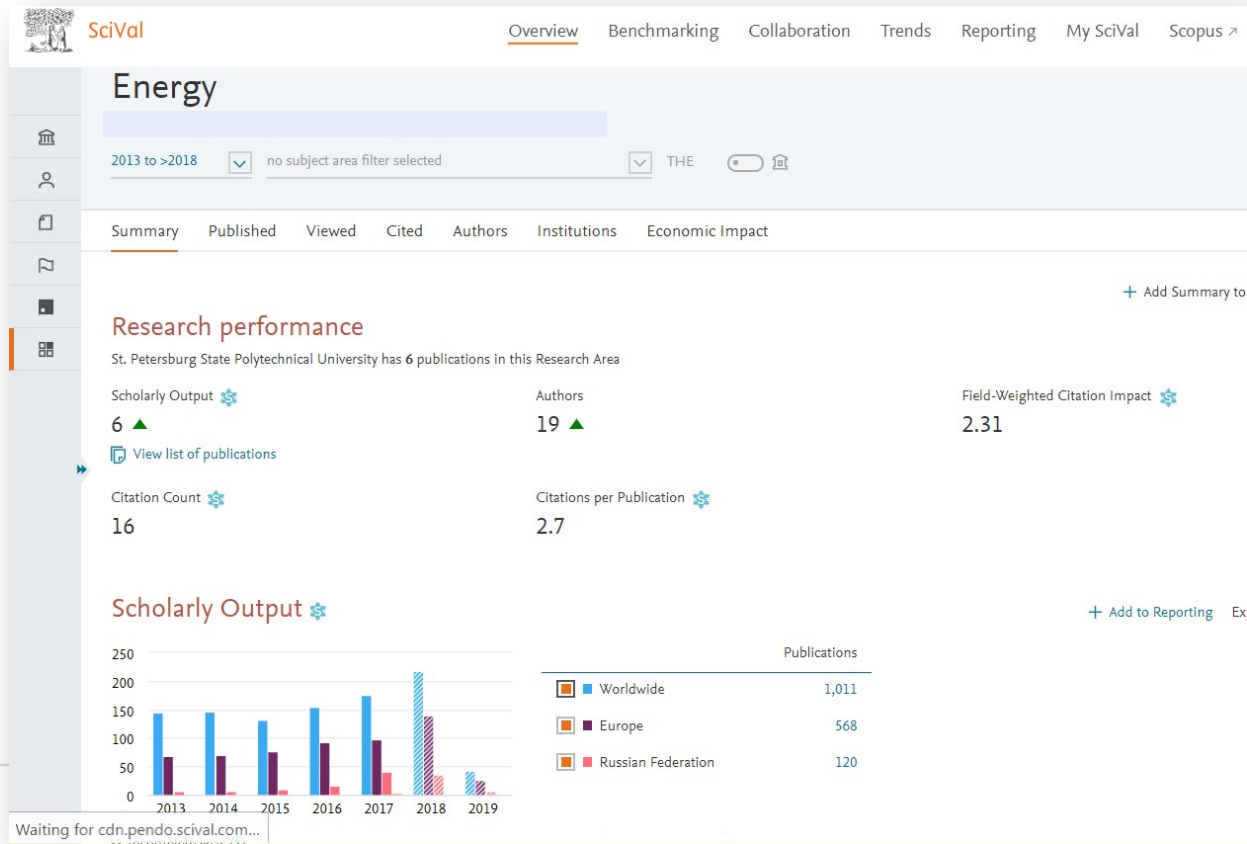 SciVal
Overview Benchmarking Collaboration Trends Reporting My SciVal Scopus ↗
Energy
2013 to >2018 no subject area filter selected THE
Summary Published Viewed Cited Authors Institutions Economic Impact
+ Add Summary to
Research performance
St. Petersburg State Polytechnical University has 6 publications in this Research Area
Scholarly Output Authors Field-Weighted Citation Impact
6 ▲ 19 ▲ 2.31
View list of publications
Citation Count Citations per Publication
16 2.7
Scholarly Output
+ Add to Reporting Ex
Publications
250
200 Worldwide 1,011
150 Europe 568
100
50 Russian Federation 120
0
2013 2014 2015 2016 2017 2018 2019
Waiting for cdn.pendo.scival.com...